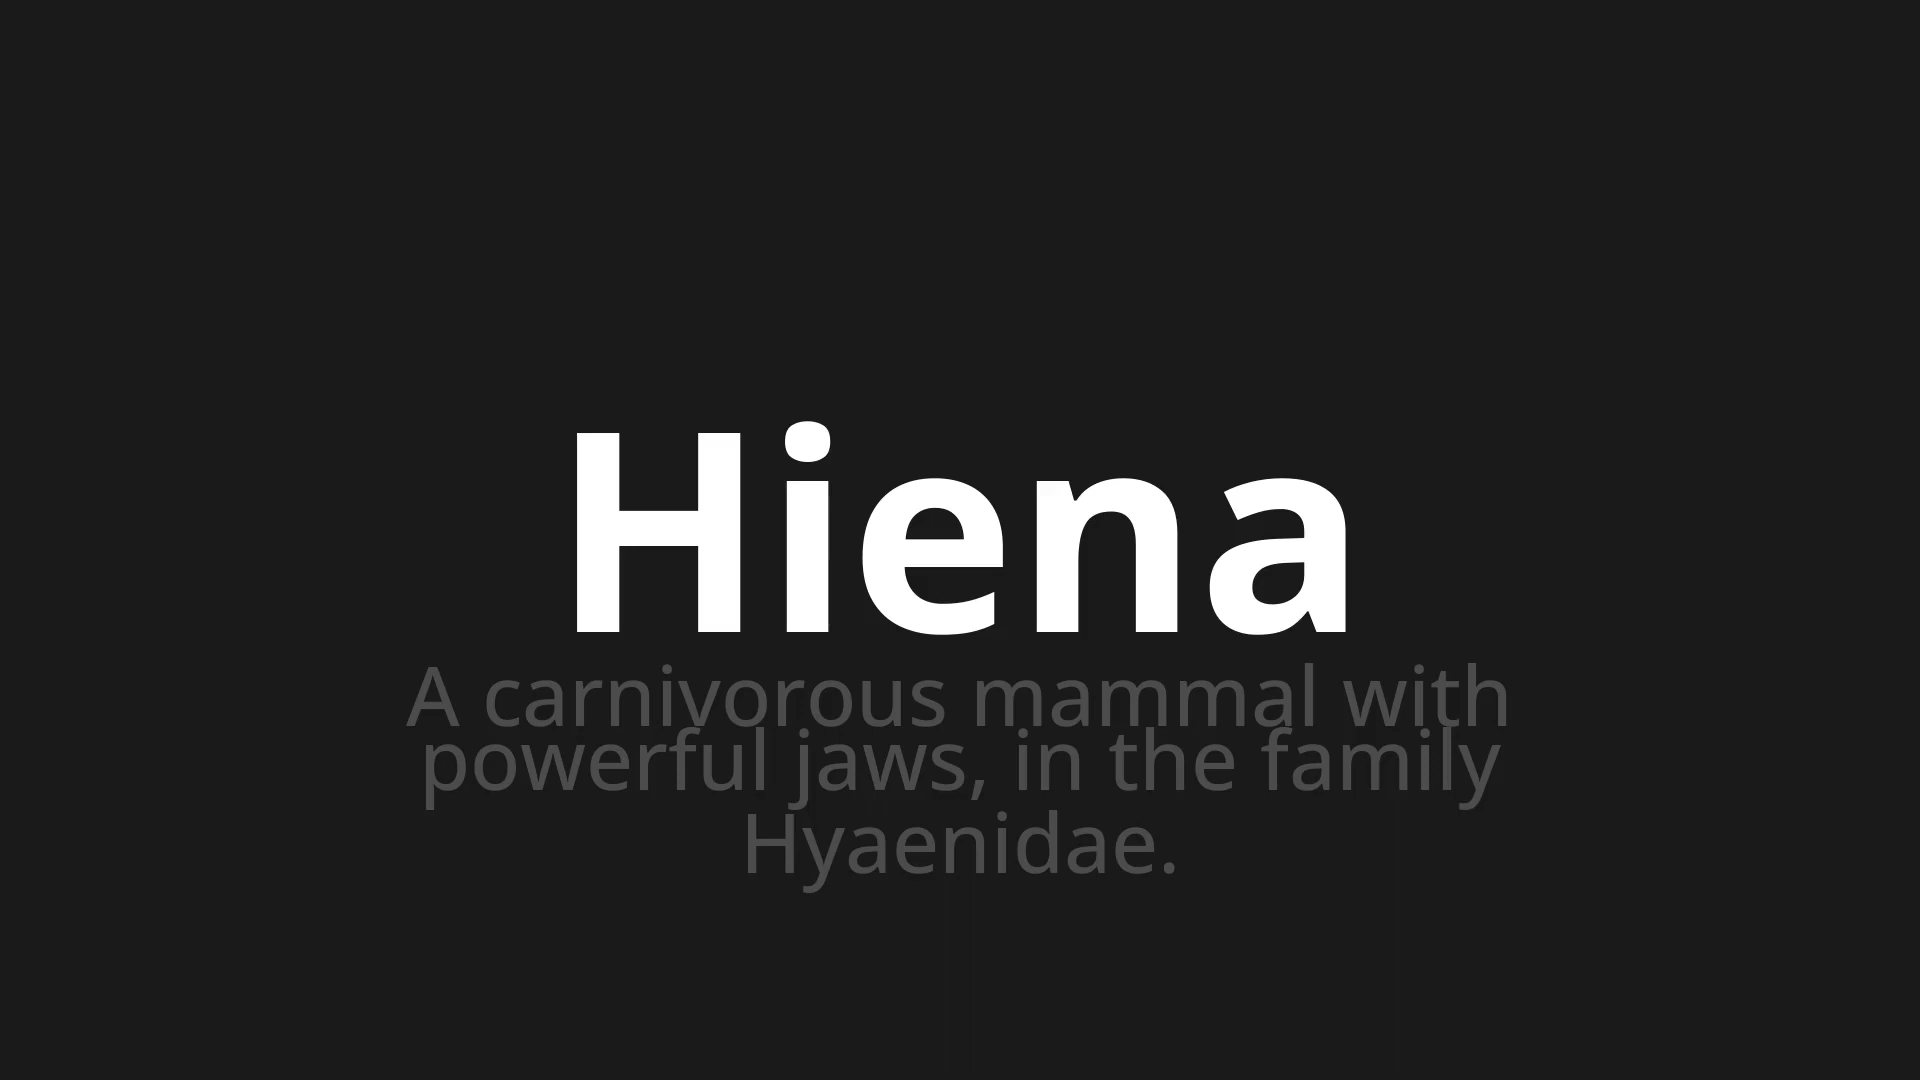 Hiena
A carnivorous mammal with
powerful jaws, in the family
Hyaenidae.